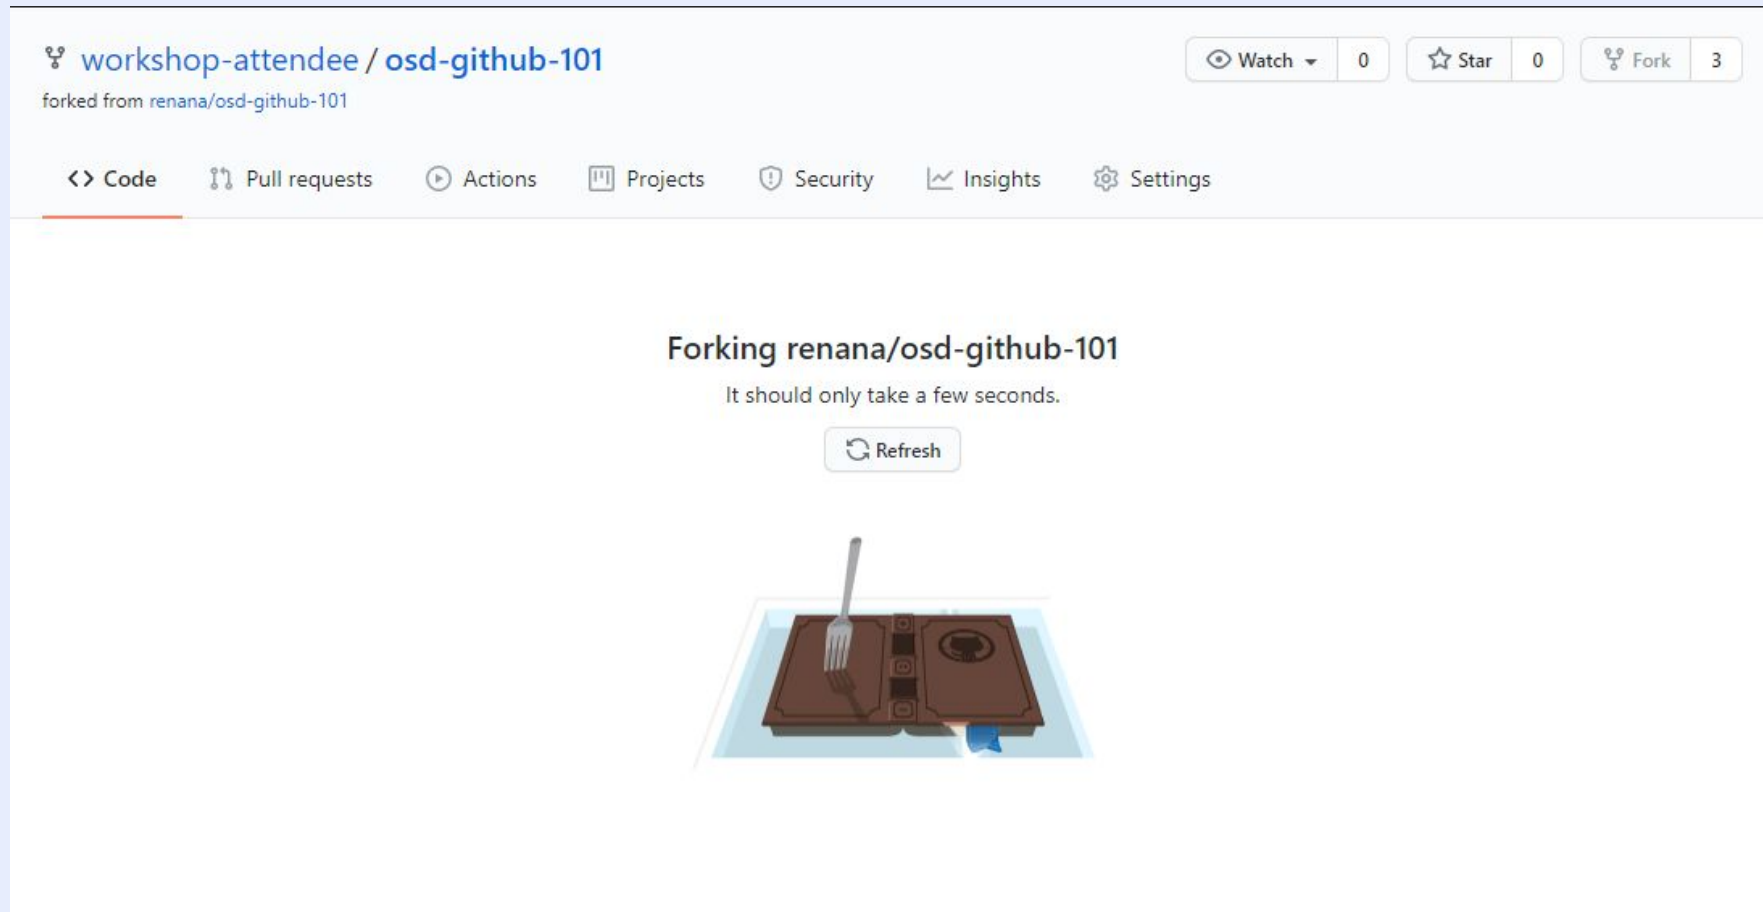 workshop-attendee / osd-github-101
Watch 0 Star 0 Fork 3
forked from renana/osd-github-101
Code Pull requests Actions Projects Security Insights Settings
Forking renana/osd-github-101
It should only take a few seconds.
Refresh